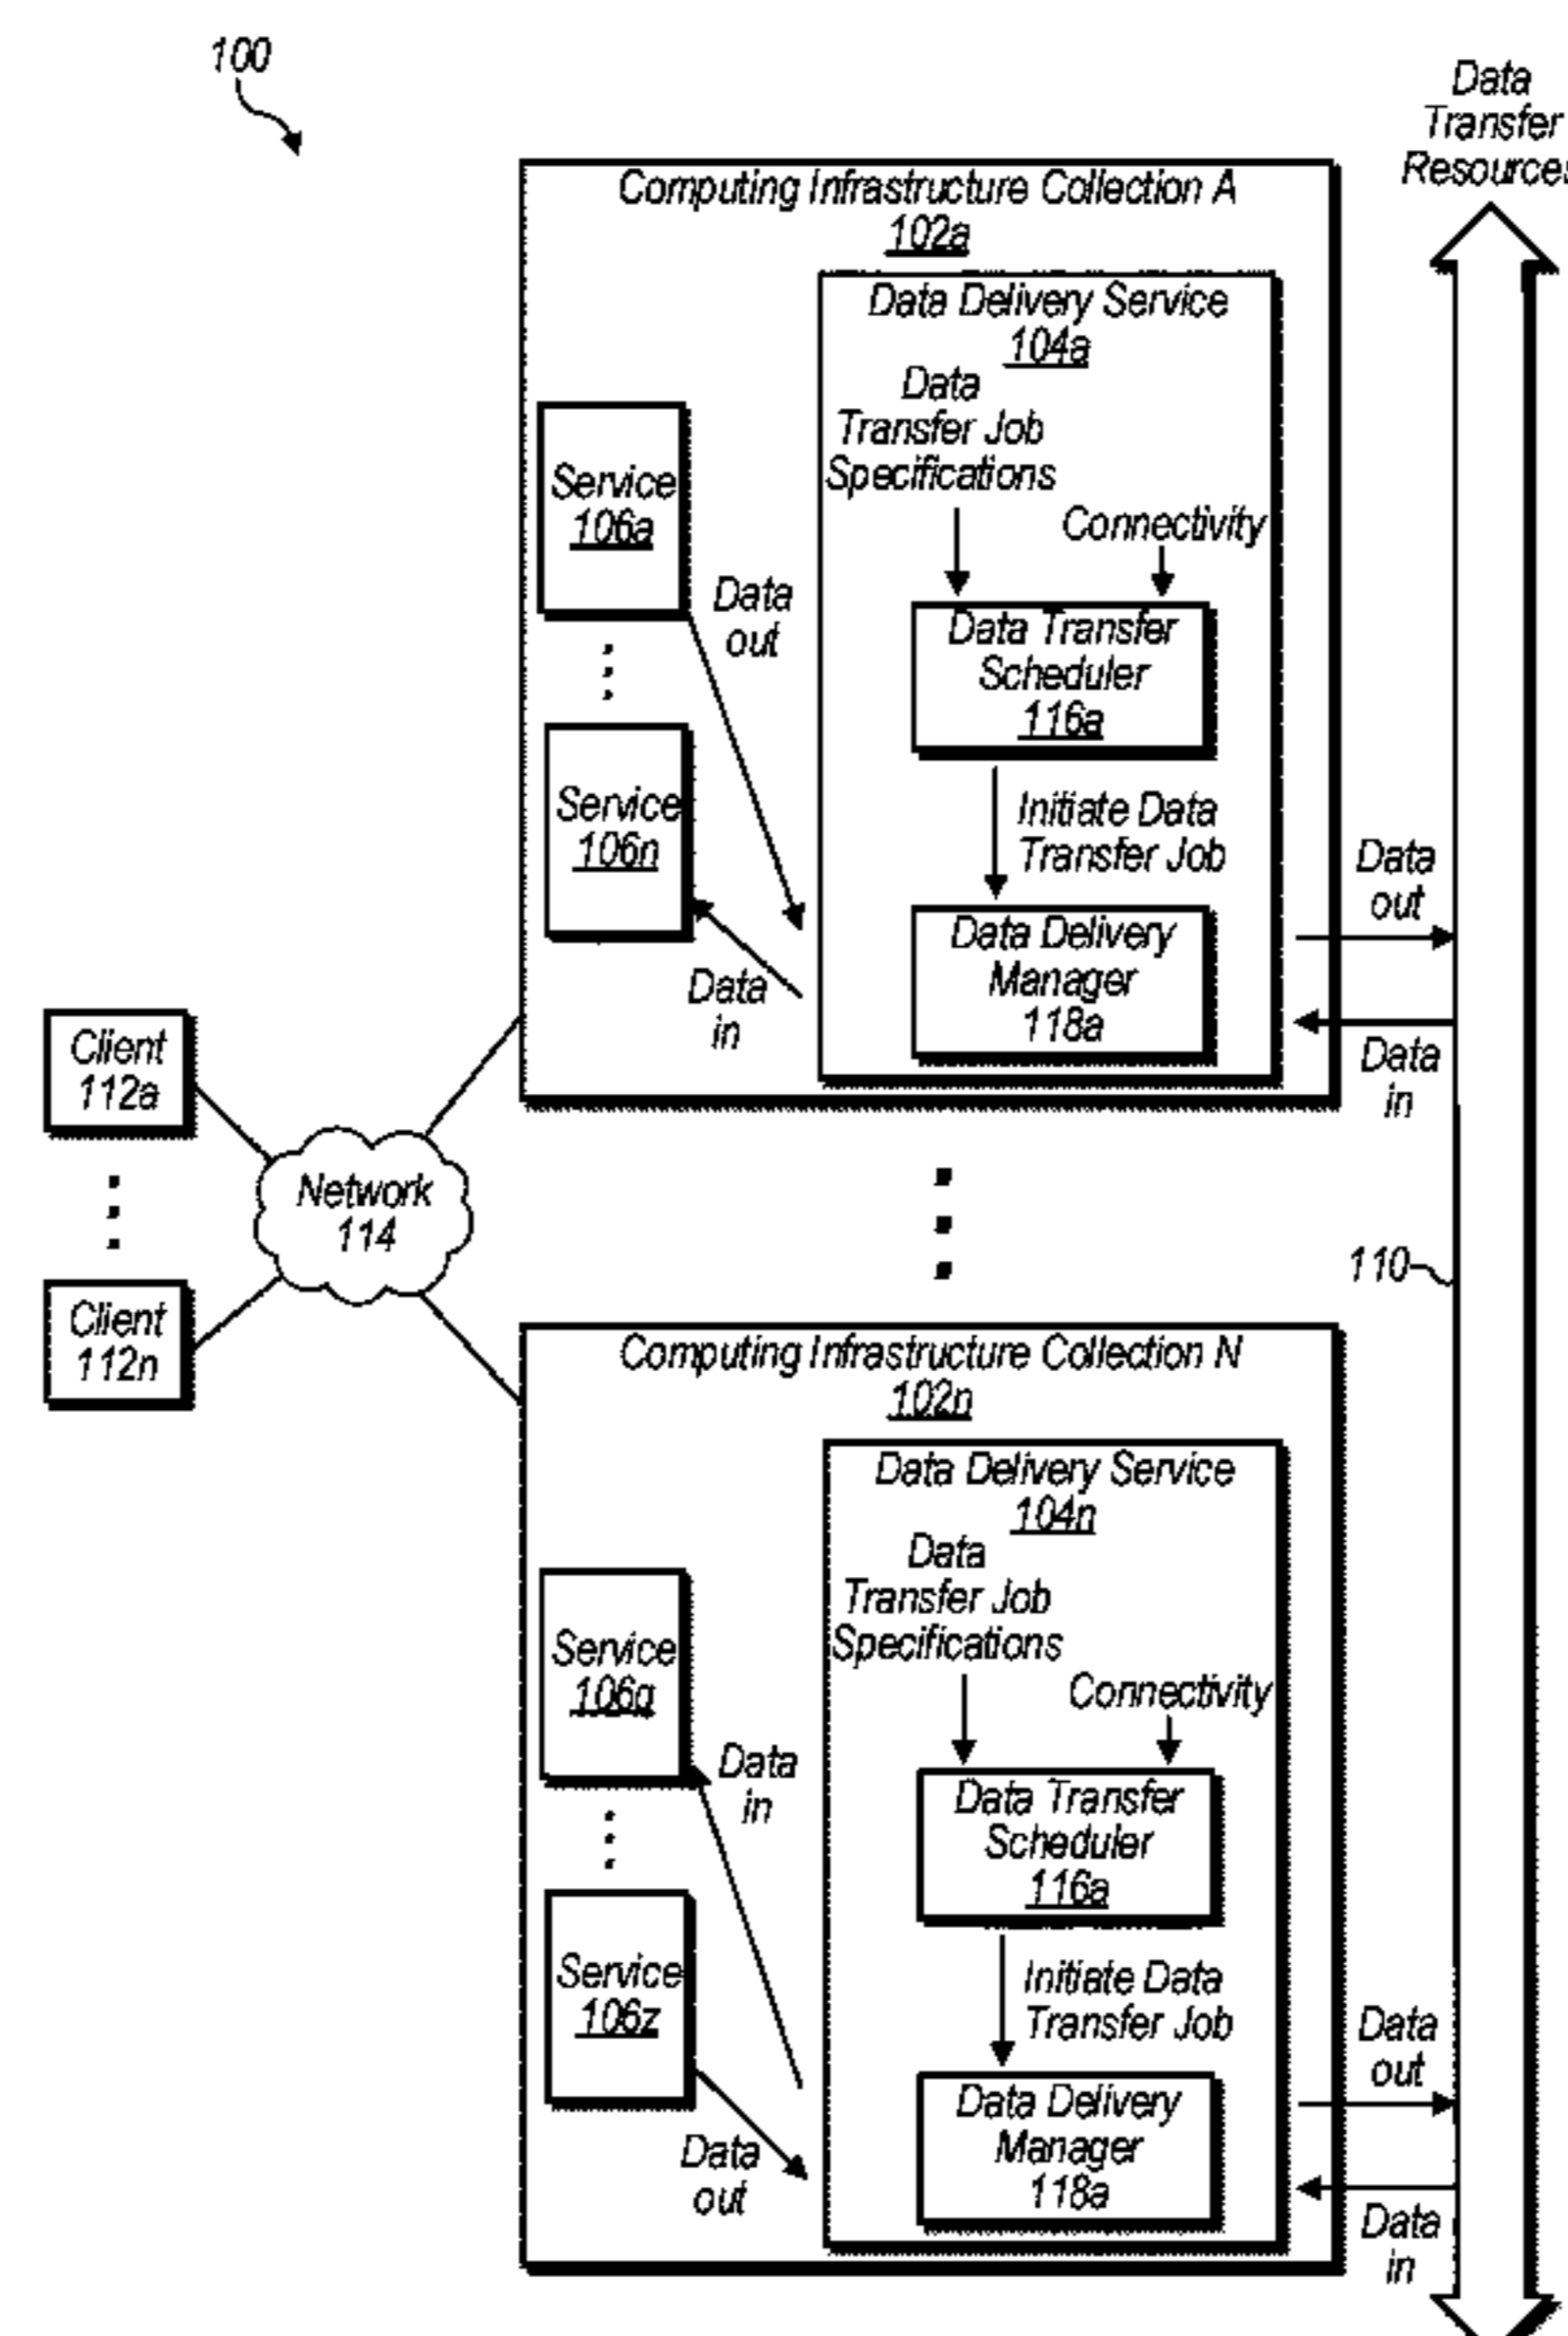 100
Data
Transfer
Resources
Computing Infrastructure Collection A
102a
Data Delivery Service
104a
Data
Transfer Job
Specifications
Connectivity
Service
106a
Data
out
Data Transfer
Scheduler
116a
Service
106n
Initiate Data
Transfer Job
Data
out
Data Delivery
Manager
118a
Data
in
Data
in
Client
112a
Network
114
Client
112n
110
Computing Infrastructure Collection N
102n
Data Delivery Service
104n
Data
Transfer Job
Specifications
Connectivity
Service
106q
Data
in
Data Transfer
Scheduler
116a
Service
106z
Initiate Data
Transfer Job
Data
out
Data Delivery
Manager
118a
Data
out
Data
in